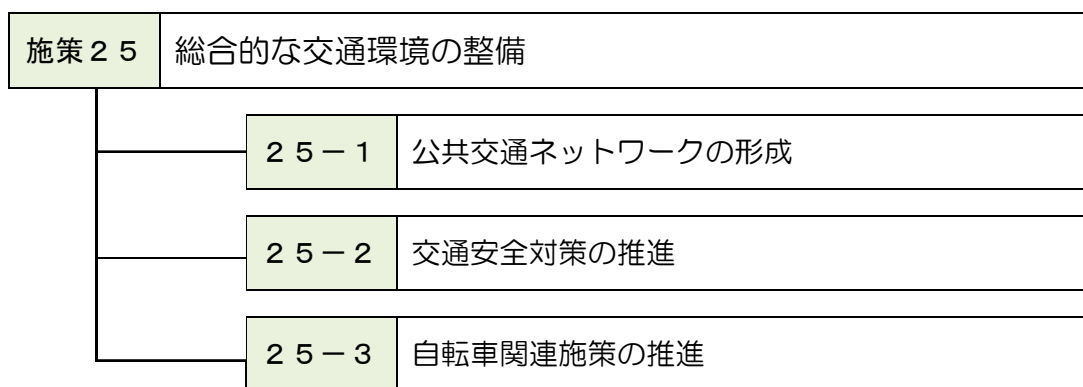 施策２５ 総合的な交通環境の整備
２５－１ 公共交通ネットワークの形成
２５－２ 交通安全対策の推進
２５－３ 自転車関連施策の推進